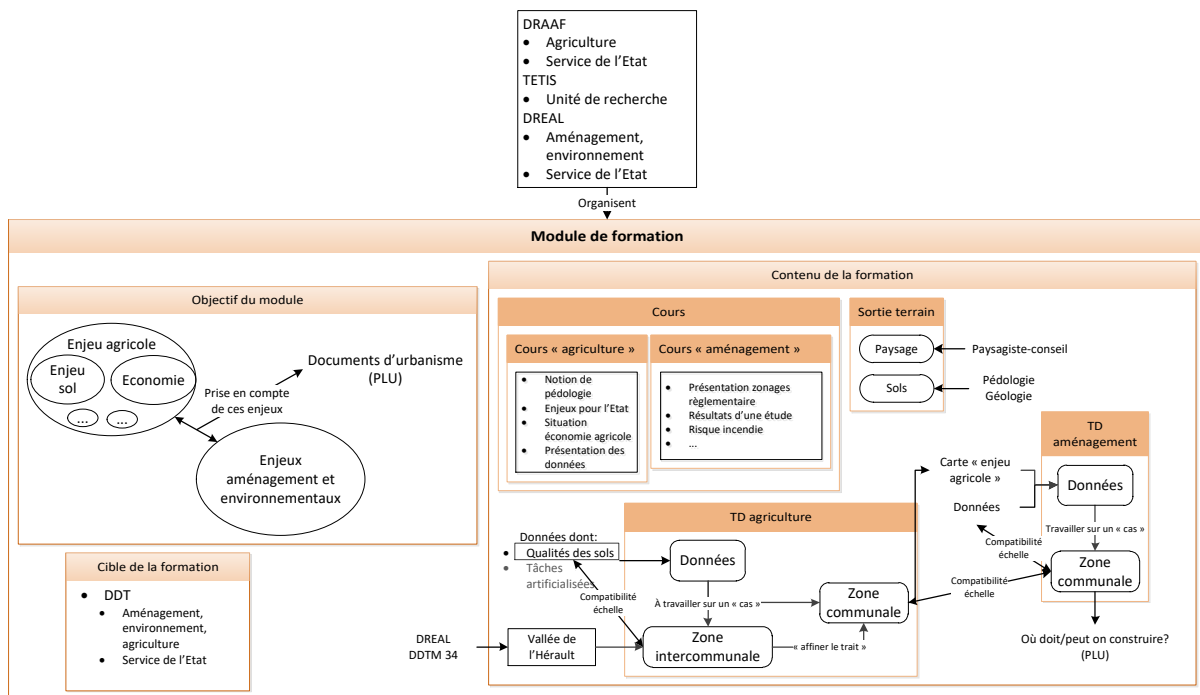 DRAAF
• Agriculture
• Service de l’Etat
TETIS
• Unité de recherche
DREAL
• Aménagement,
environnement
• Service de l’Etat
Organisent
Module de formation
Objectif du module
Enjeu agricole
Enjeu
sol
Economie
...
...
Prise en compte
de ces enjeux
Documents d’urbanisme
(PLU)
Enjeux
aménagement et
environnementaux
Cible de la formation
• DDT
• Aménagement,
environnement,
agriculture
• Service de l’Etat
Contenu de la formation
Cours
Cours « agriculture »
• Notion de
pédologie
• Enjeux pour l’Etat
• Situation
économie agricole
• Présentation des
données
Cours « aménagement »
• Présentation zonages
règlementaire
• Résultats d’une étude
• Risque incendie
• ...
Sortie terrain
Paysage
Paysagiste-conseil
Sols
Pédologie
Géologie
TD
aménagement
Carte « enjeu
agricole »
Données
Données
Travailler sur un « cas »
Compatibilité
échelle
Zone
communale
Compatibilité
échelle
Où doit/peut on construire?
(PLU)
TD agriculture
Données dont:
• Qualités des sols
• Tâches
artificialisées
Données
Compatibilité
échelle
À travailler sur un « cas »
Zone
communale
DREAL
DDTM 34
Vallée de
l’Hérault
Zone
intercommunale
« affiner le trait »